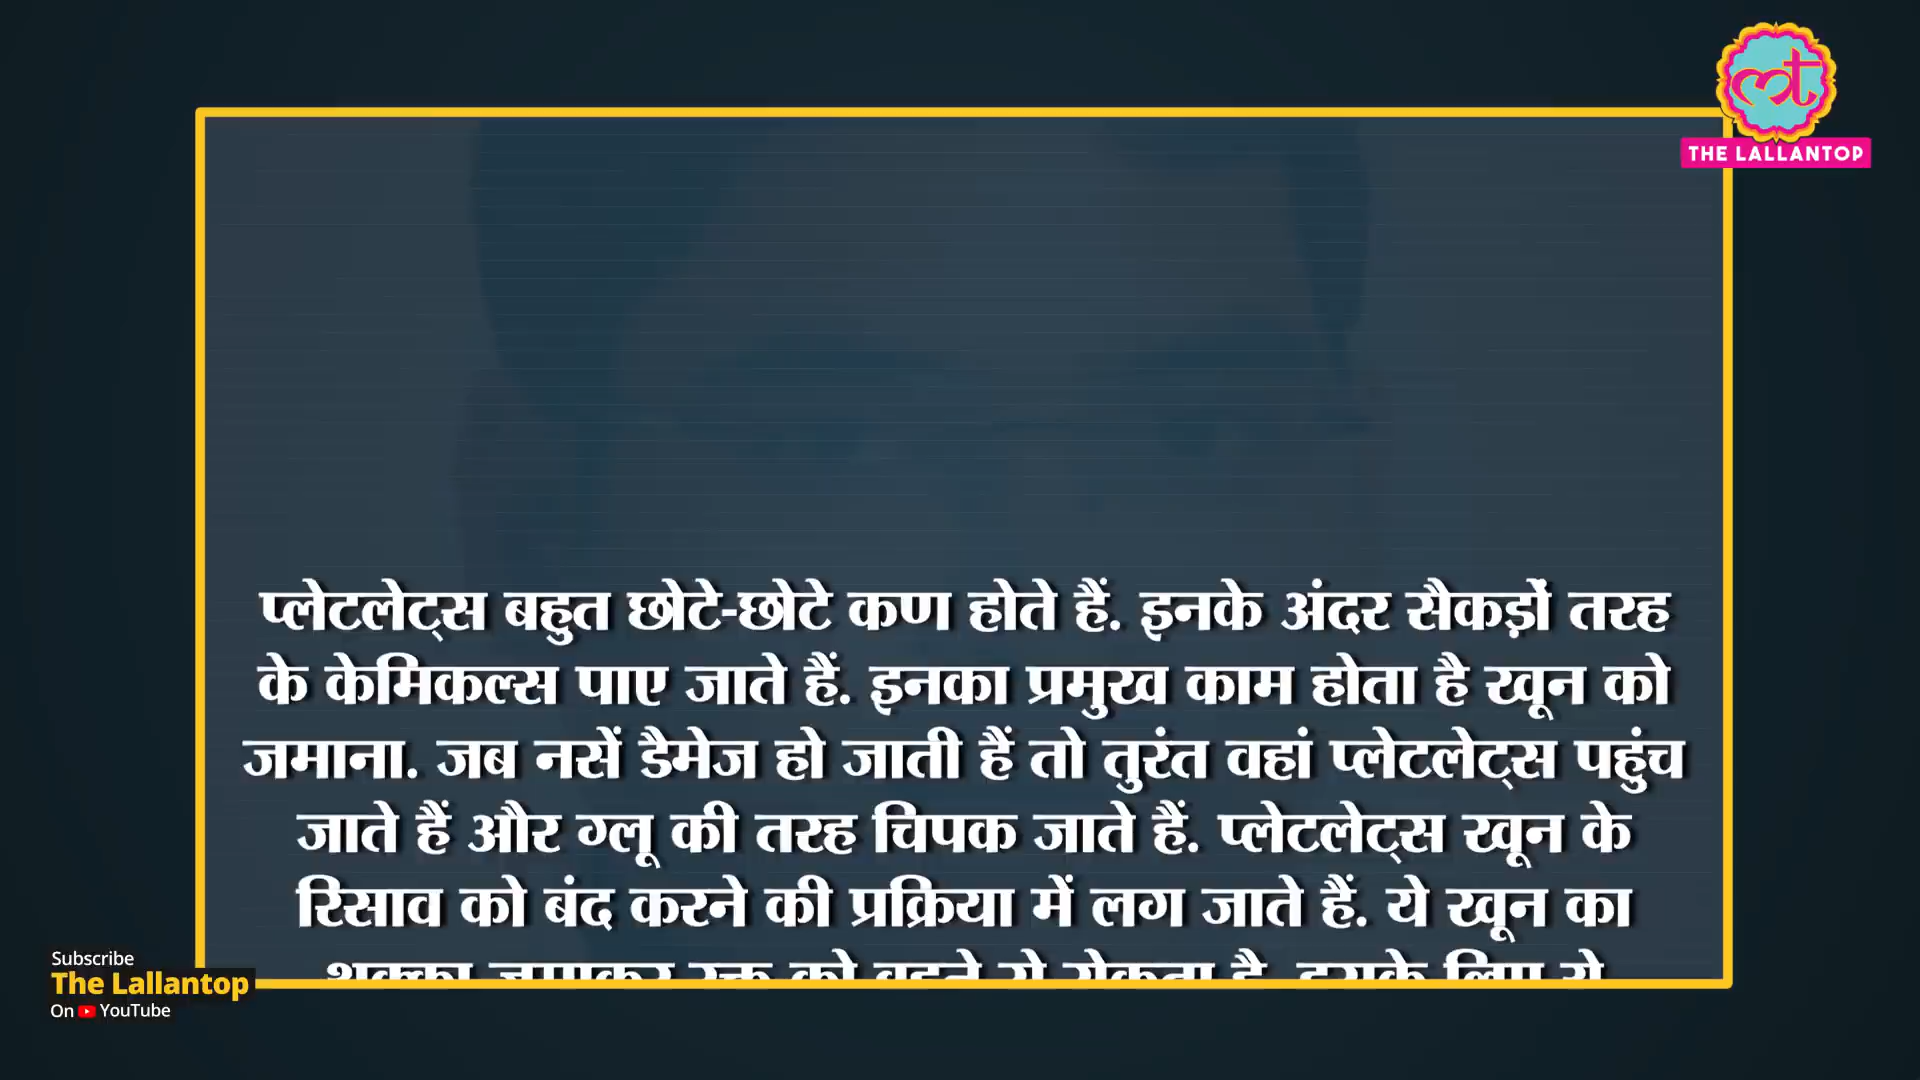 THE LALLANTOP
प्लेटलेट्स बहुत छोटे-छोटे कण होते हैं. इनके अंदर सैकड़ों तरह
के केमिकल्स पाए जाते हैं. इनका प्रमुख काम होता है खून को
जमाना. जब नसें डैमेज हो जाती हैं तो तुरंत वहां प्लेटलेट्स पहुंच
जाते हैं और ग्लू की तरह चिपक जाते हैं. प्लेटलेट्स खून के
रिसाव को बंद करने की प्रक्रिया में लग जाते हैं. ये खून का
Subscribe
The Lallantop
On YouTube